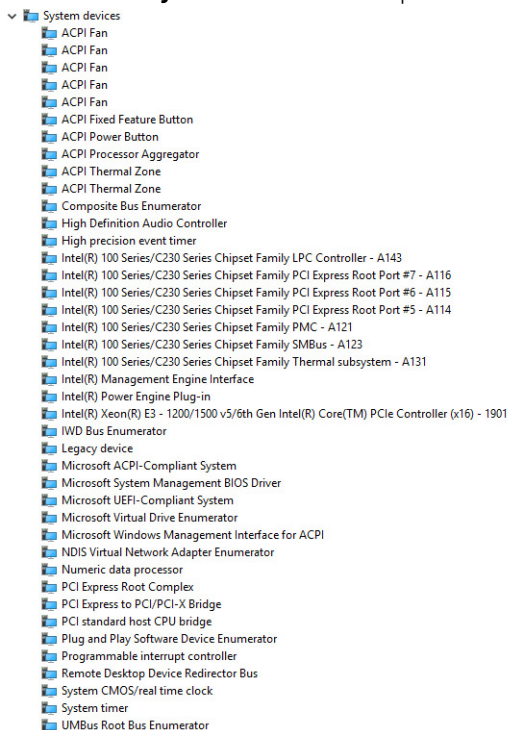 System devices
ACPI Fan
ACPI Fan
ACPI Fan
ACPI Fan
ACPI Fan
ACPI Fixed Feature Button
ACPI Power Button
ACPI Processor Aggregator
ACPI Thermal Zone
ACPI Thermal Zone
Composite Bus Enumerator
High Definition Audio Controller
High precision event timer
Intel(R) 100 Series/C230 Series Chipset Family LPC Controller - A143
Intel(R) 100 Series/C230 Series Chipset Family PCI Express Root Port #7 - A116
Intel(R) 100 Series/C230 Series Chipset Family PCI Express Root Port #6 - A115
Intel(R) 100 Series/C230 Series Chipset Family PCI Express Root Port #5 - A114
Intel(R) 100 Series/C230 Series Chipset Family PMC - A121
Intel(R) 100 Series/C230 Series Chipset Family SMBus - A123
Intel(R) 100 Series/C230 Series Chipset Family Thermal subsystem - A131
Intel(R) Management Engine Interface
Intel(R) Power Engine Plug-in
Intel(R) Xeon(R) E3 - 1200/1500 v5/6th Gen Intel(R) Core(TM) PCIe Controller (x16) - 1901
IWD Bus Enumerator
Legacy device
Microsoft ACPI-Compliant System
Microsoft System Management BIOS Driver
Microsoft UEFI-Compliant System
Microsoft Virtual Drive Enumerator
Microsoft Windows Management Interface for ACPI
NDIS Virtual Network Adapter Enumerator
Numeric data processor
PCI Express Root Complex
PCI Express to PCI/PCI-X Bridge
PCI standard host CPU bridge
Plug and Play Software Device Enumerator
Programmable interrupt controller
Remote Desktop Device Redirector Bus
System CMOS/real time clock
System timer
UMBus Root Bus Enumerator